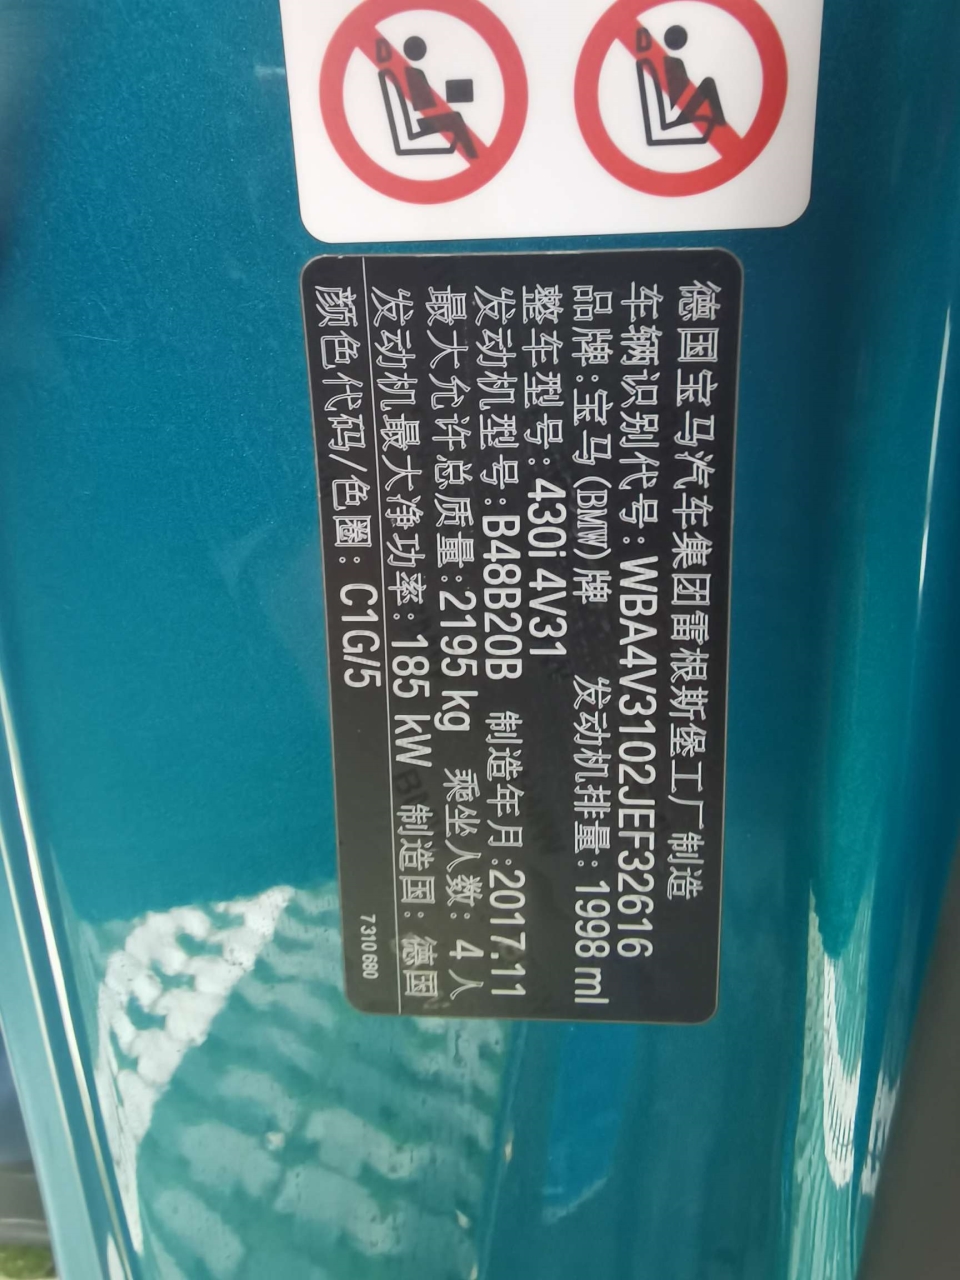 德国宝马汽车集团雷根斯堡工厂制造
车辆识别代号:WBA4V3102JEF32616
品牌:宝马(BMW)牌 发动机排量:1998 ml
整车型号:430i 4V31
发动机型号:B48B20B 制造年月:2017.11
最大允许总质量:2195 kg 乘坐人数:4人
发动机最大净功率:185 kW 制造国:德国
颜色代码/色圈:C1G/5
7310680